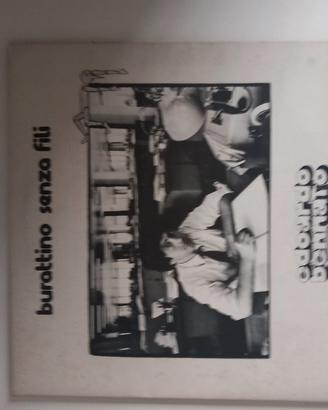 edoardo
bennato
burattino senza fili